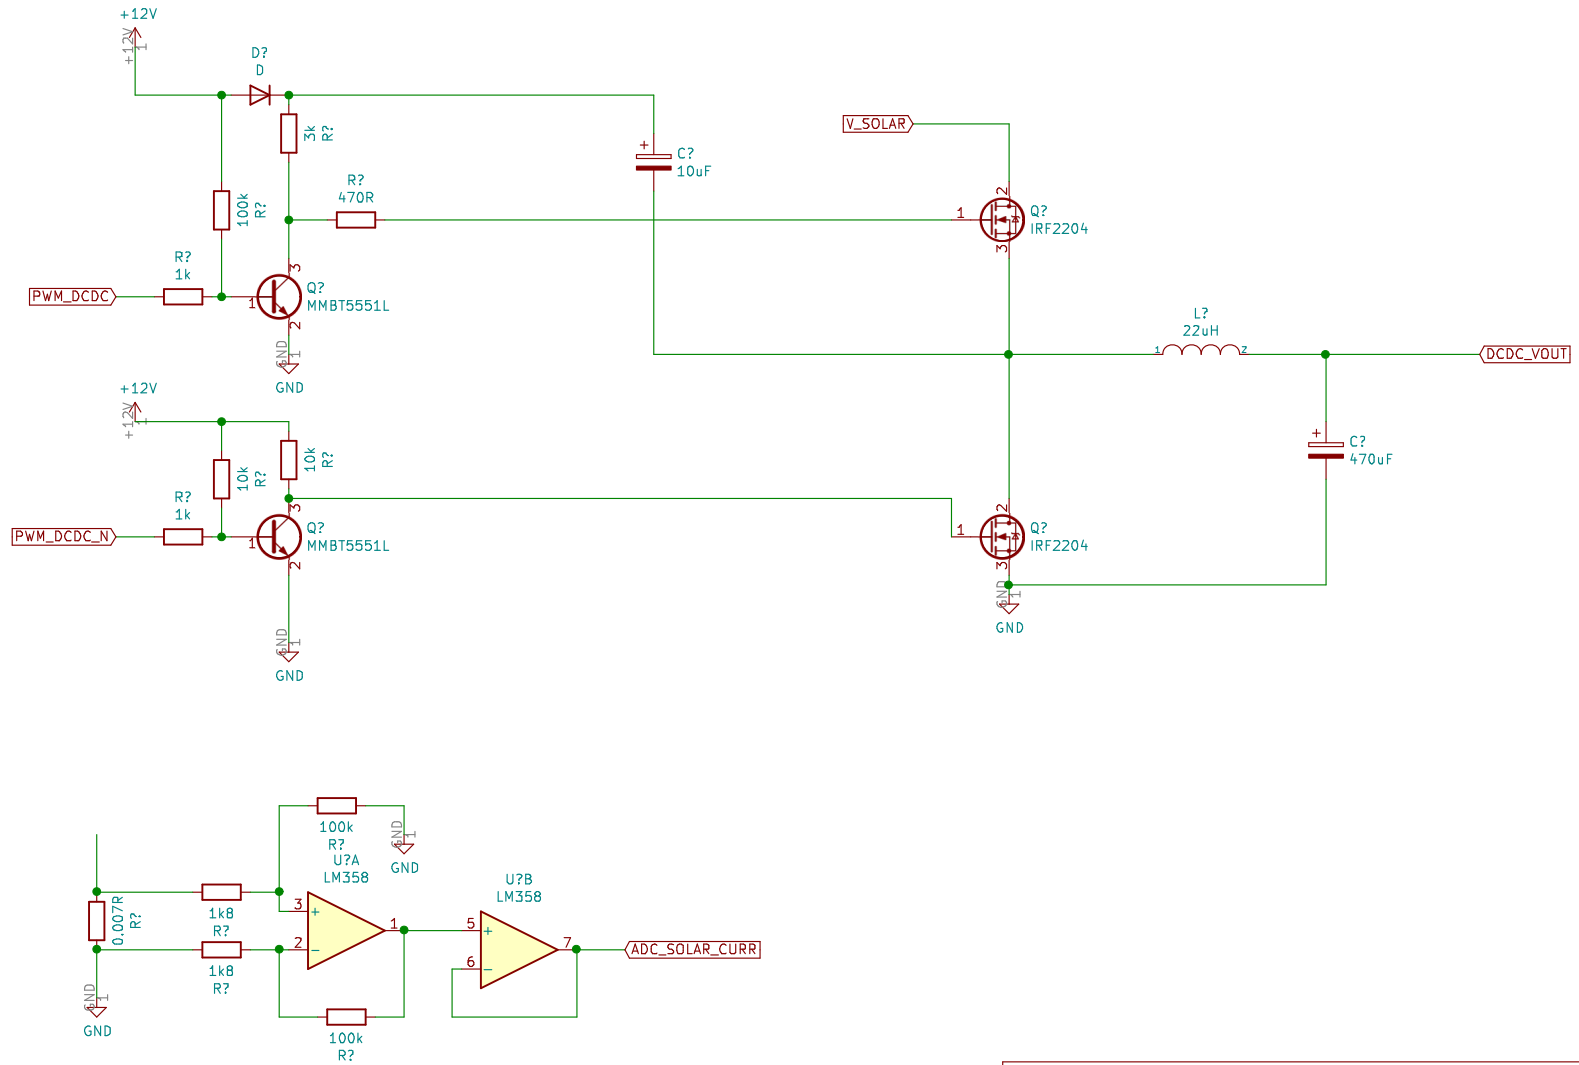 +12V
+12V
1
D?
D
3k
R?
100k
R?
R?
470R
C?
10uF
+
V_SOLAR
2
1
3
Q?
IRF2204
R?
1k
PWM_DCDC
1
3
2
Q?
MMBT5551L
GND
1
GND
L?
22uH
1
2
DCDC_VOUT
+12V
+12V
1
10k
R?
10k
R?
R?
1k
PWM_DCDC_N
1
3
2
Q?
MMBT5551L
2
1
3
Q?
IRF2204
+
C?
470uF
GND
1
GND
GND
1
GND
100k
R?
GND
1
GND
U?A
LM358
0.007R
R?
1k8
R?
1k8
R?
3
+
2
−
1
100k
R?
GND
1
GND
U?B
LM358
5
+
6
−
7
ADC_SOLAR_CURR